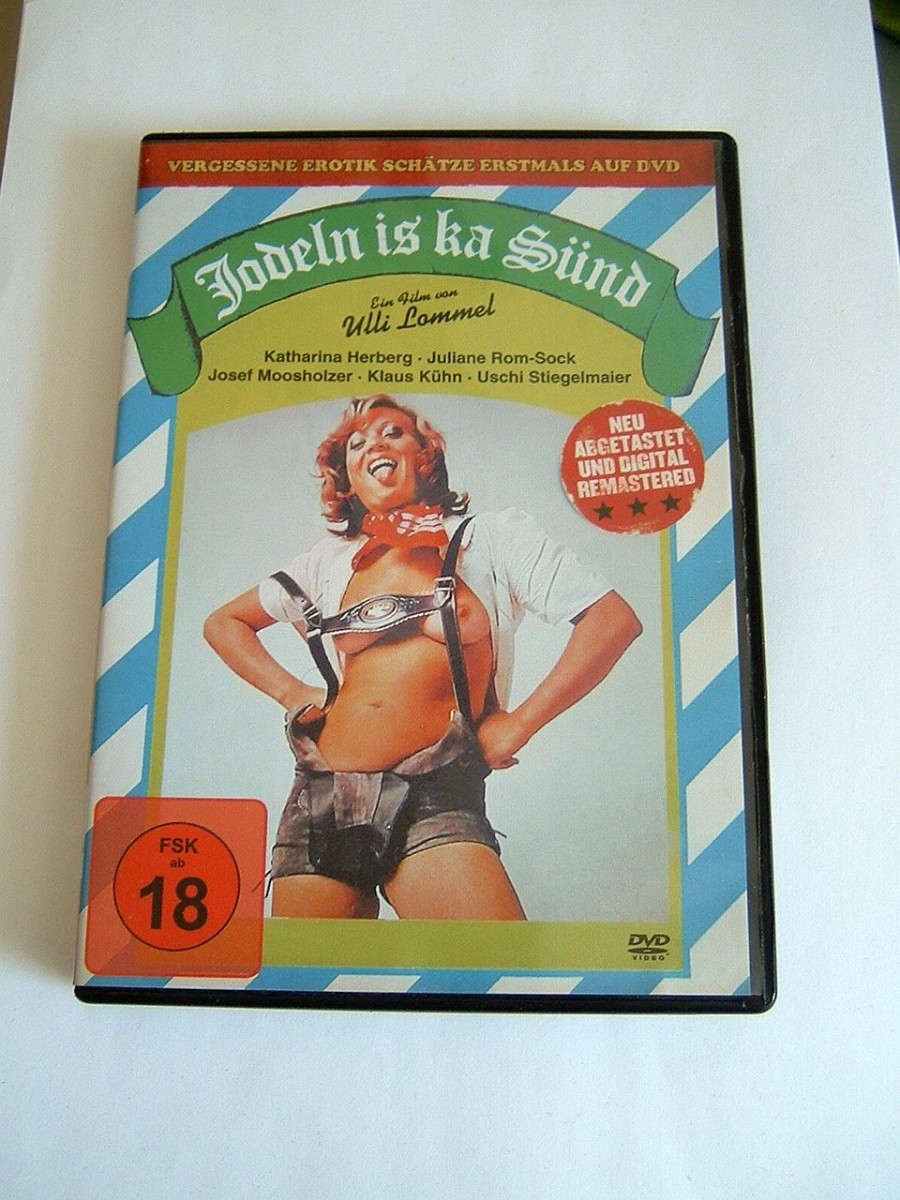 VERGESSENE EROTIK SCHÄTZE ERSTMALS AUF DVD
Jodeln is ka Sünd
Ein Film von
Ulli Lommel
Katharina Herberg · Juliane Rom-Sock
Josef Moosholzer · Klaus Kühn · Uschi Stiegelmaier
NEU
ABGETASTET
UND DIGITAL
REMASTERED
FSK
ab
18
DVD
VIDEO